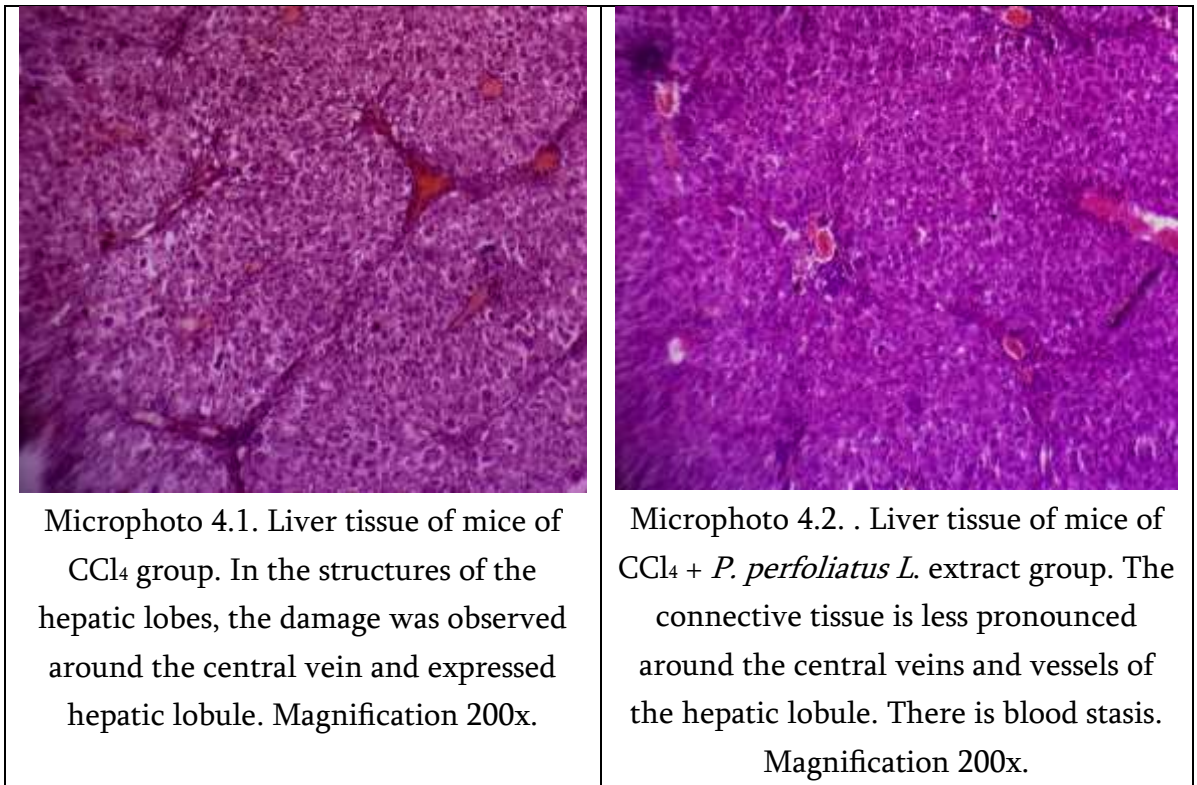 Microphoto 4.1. Liver tissue of mice of
CCl₄ group. In the structures of the
hepatic lobes, the damage was observed
around the central vein and expressed
hepatic lobule. Magnification 200x.
Microphoto 4.2. . Liver tissue of mice of
CCl₄ + P. perfoliatus L. extract group. The
connective tissue is less pronounced
around the central veins and vessels of
the hepatic lobule. There is blood stasis.
Magnification 200x.